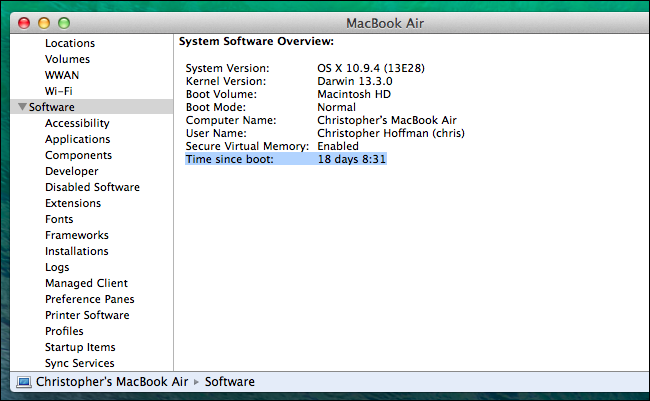 MacBook Air
Locations
Volumes
WWAN
Wi-Fi
Software
Accessibility
Applications
Components
Developer
Disabled Software
Extensions
Fonts
Frameworks
Installations
Logs
Managed Client
Preference Panes
Printer Software
Profiles
Startup Items
Sync Services
System Software Overview:
System Version: OS X 10.9.4 (13E28)
Kernel Version: Darwin 13.3.0
Boot Volume: Macintosh HD
Boot Mode: Normal
Computer Name: Christopher's MacBook Air
User Name: Christopher Hoffman (chris)
Secure Virtual Memory: Enabled
Time since boot: 18 days 8:31
Christopher's MacBook Air ▸ Software